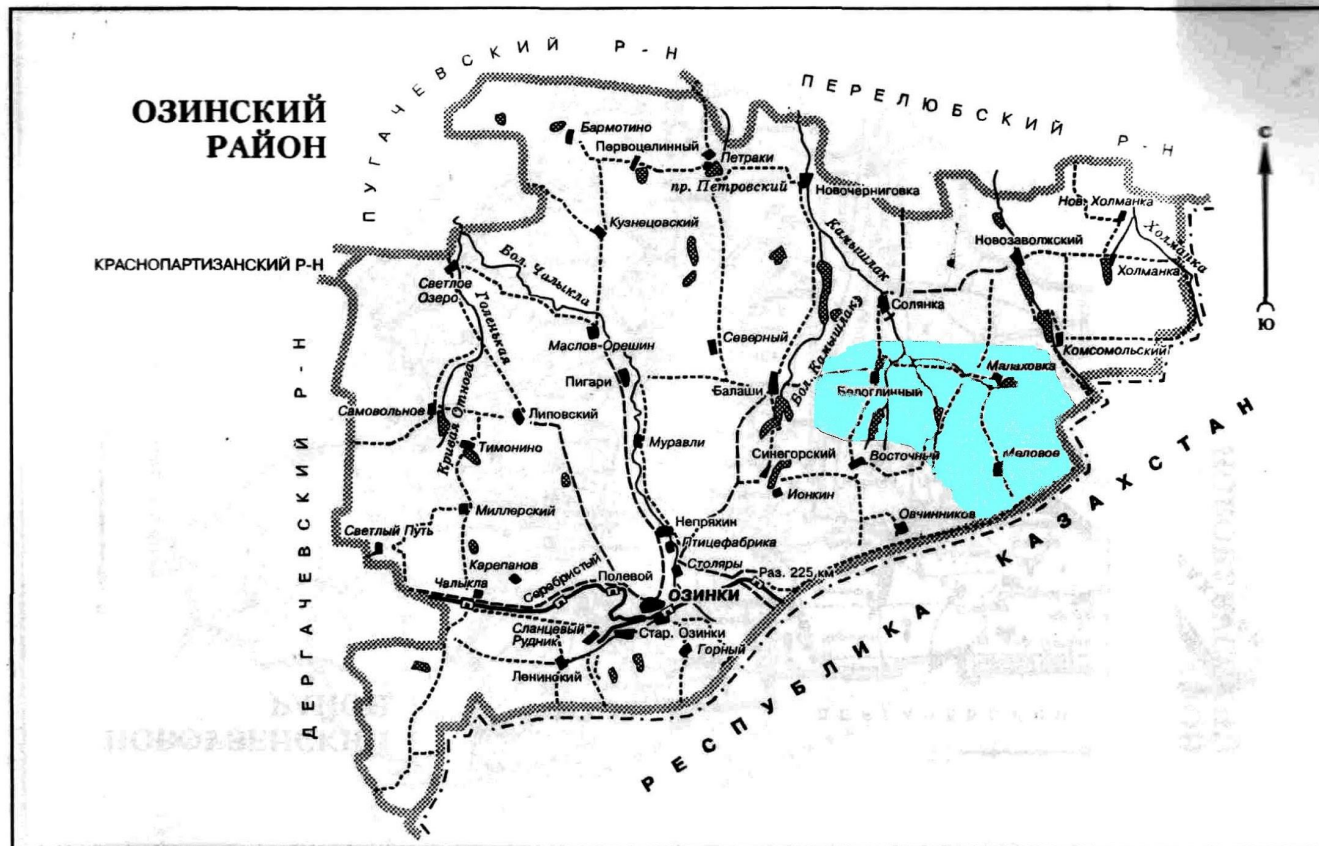 ОЗИНСКИЙ
РАЙОН
ПУГАЧЕВСКИЙ Р-Н
ПЕРЕЛЮБСКИЙ Р-Н
КРАСНОПАРТИЗАНСКИЙ Р-Н
ДЕРГАЧЕВСКИЙ Р-Н
РЕСПУБЛИКА КАЗАХСТАН
С
Ю
Бармотино
Первоцелинный
Петраки
пр. Петровский
Новочерниговка
Нов. Холманка
Холманка
Холманка
Кузнецовский
Камышлак
Новозаволжский
Светлое
Озеро
Бол. Чалыкла
Голенькая
Солянка
Маслов-Орешин
Северный
Бол. Камышлак
Комсомольский
Пигари
Балаши
Белоглинный
Малаховка
Самовольное
Кривая Отнога
Липовский
Муравли
Тимонино
Синегорский
Восточный
Меловое
Ионкин
Миллерский
Овчинников
Светлый Путь
Непряхин
Птицефабрика
Карепанов
Столяры
Раз. 225 км
Чалыкла
Серебристый
Полевой
ОЗИНКИ
Сланцевый
Рудник
Стар. Озинки
Горный
Ленинский